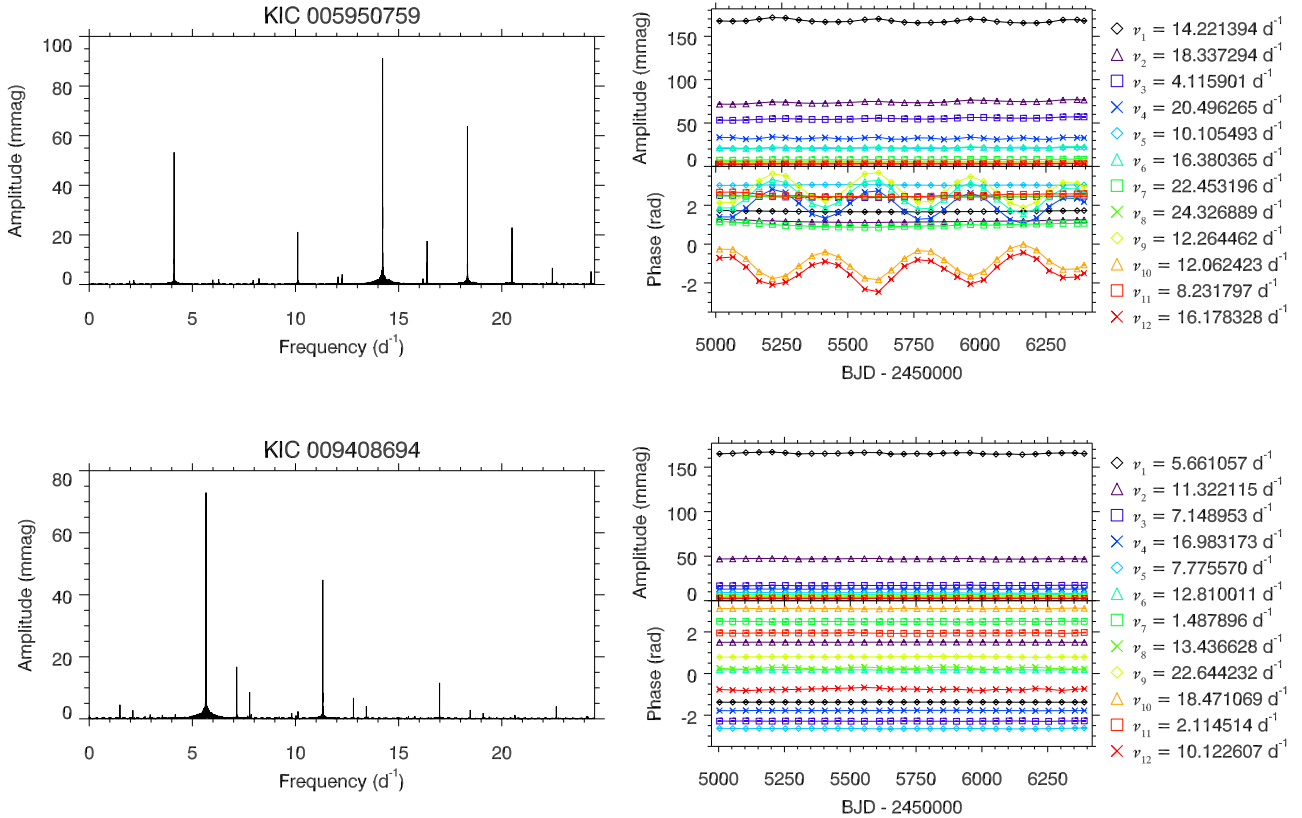 KIC 005950759
Amplitude (mmag)
100
80
60
40
20
0
0 5 10 15 20
Frequency (d⁻¹)
Amplitude (mmag)
150
100
50
0
Phase (rad)
2
0
-2
5000 5250 5500 5750 6000 6250
BJD - 2450000
ν₁ = 14.221394 d⁻¹
ν₂ = 18.337294 d⁻¹
ν₃ = 4.115901 d⁻¹
ν₄ = 20.496265 d⁻¹
ν₅ = 10.105493 d⁻¹
ν₆ = 16.380365 d⁻¹
ν₇ = 22.453196 d⁻¹
ν₈ = 24.326889 d⁻¹
ν₉ = 12.264462 d⁻¹
ν₁₀ = 12.062423 d⁻¹
ν₁₁ = 8.231797 d⁻¹
ν₁₂ = 16.178328 d⁻¹
KIC 009408694
Amplitude (mmag)
80
60
40
20
0
0 5 10 15 20
Frequency (d⁻¹)
Amplitude (mmag)
150
100
50
0
Phase (rad)
2
0
-2
5000 5250 5500 5750 6000 6250
BJD - 2450000
ν₁ = 5.661057 d⁻¹
ν₂ = 11.322115 d⁻¹
ν₃ = 7.148953 d⁻¹
ν₄ = 16.983173 d⁻¹
ν₅ = 7.775570 d⁻¹
ν₆ = 12.810011 d⁻¹
ν₇ = 1.487896 d⁻¹
ν₈ = 13.436628 d⁻¹
ν₉ = 22.644232 d⁻¹
ν₁₀ = 18.471069 d⁻¹
ν₁₁ = 2.114514 d⁻¹
ν₁₂ = 10.122607 d⁻¹